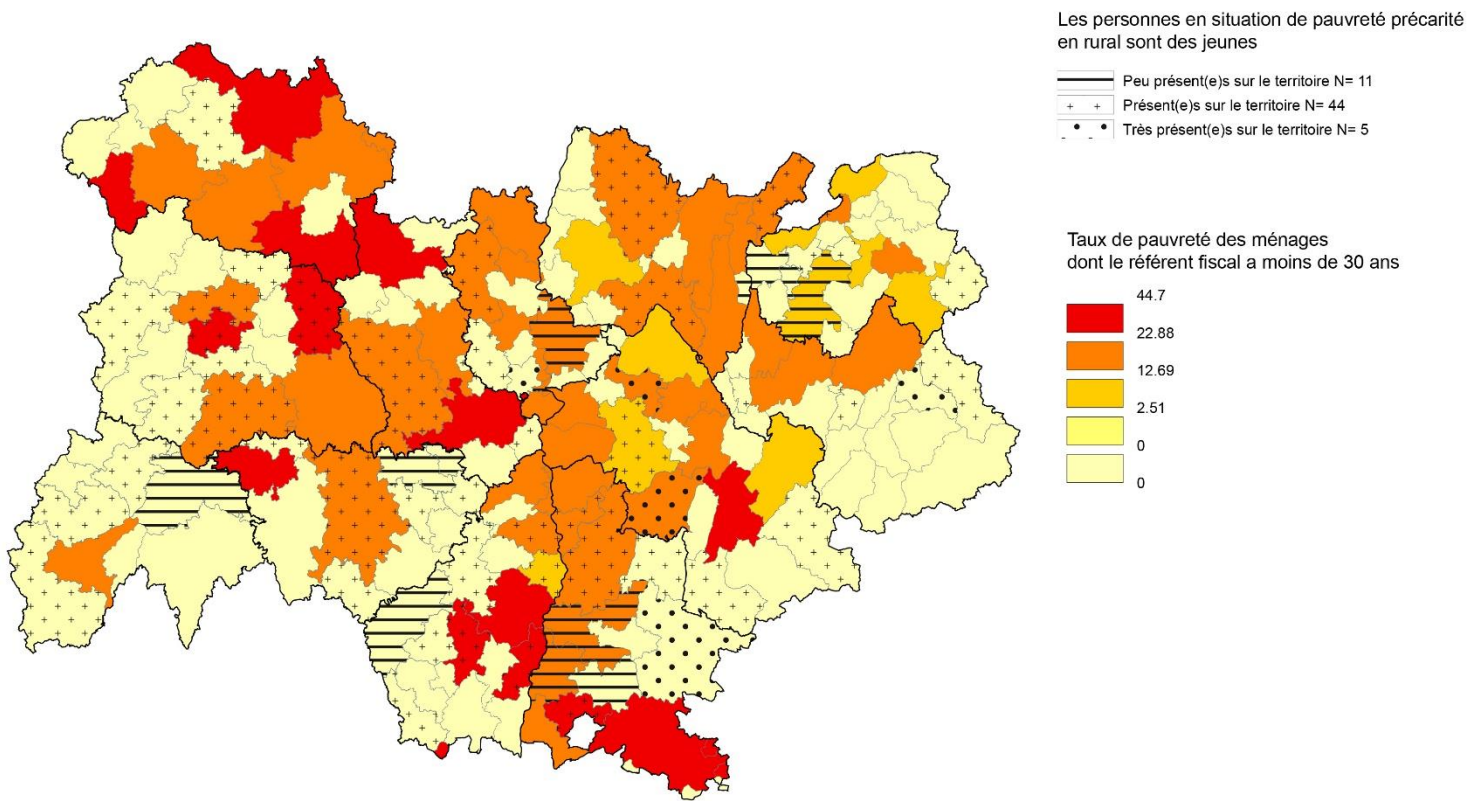 Les personnes en situation de pauvreté précarité
en rural sont des jeunes
Peu présent(e)s sur le territoire N= 11
Présent(e)s sur le territoire N= 44
Très présent(e)s sur le territoire N= 5
Taux de pauvreté des ménages
dont le référent fiscal a moins de 30 ans
44.7
22.88
12.69
2.51
0
0